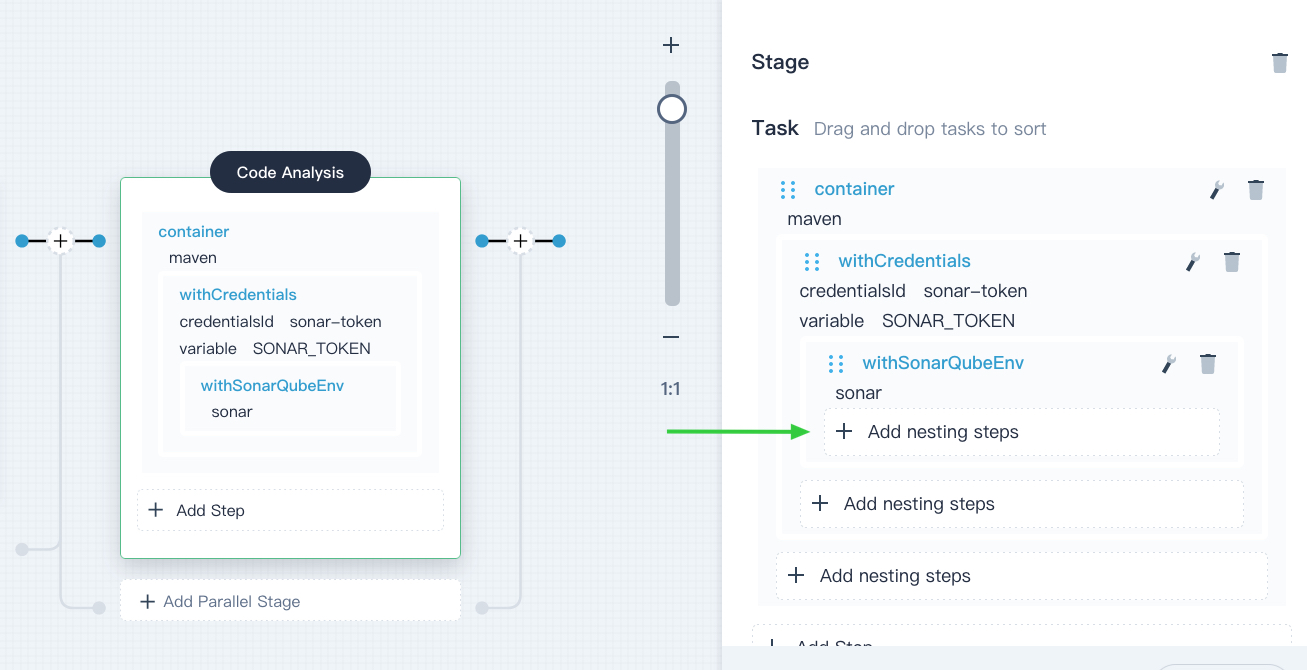 Code Analysis
container
maven
withCredentials
credentialsId sonar-token
variable SONAR_TOKEN
withSonarQubeEnv
sonar
Add Step
Add Parallel Stage
1:1
Stage
Task Drag and drop tasks to sort
container
maven
withCredentials
credentialsId sonar-token
variable SONAR_TOKEN
withSonarQubeEnv
sonar
Add nesting steps
Add nesting steps
Add nesting steps
Add Step